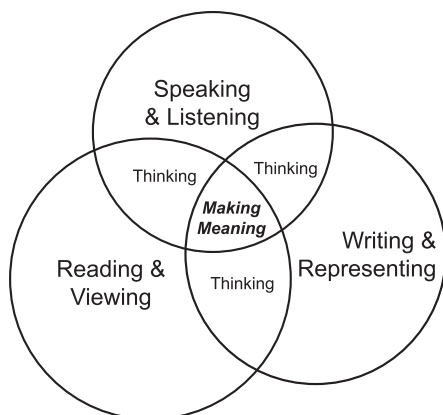 Speaking
& Listening
Thinking
Thinking
Making
Meaning
Writing &
Representing
Reading &
Viewing
Thinking